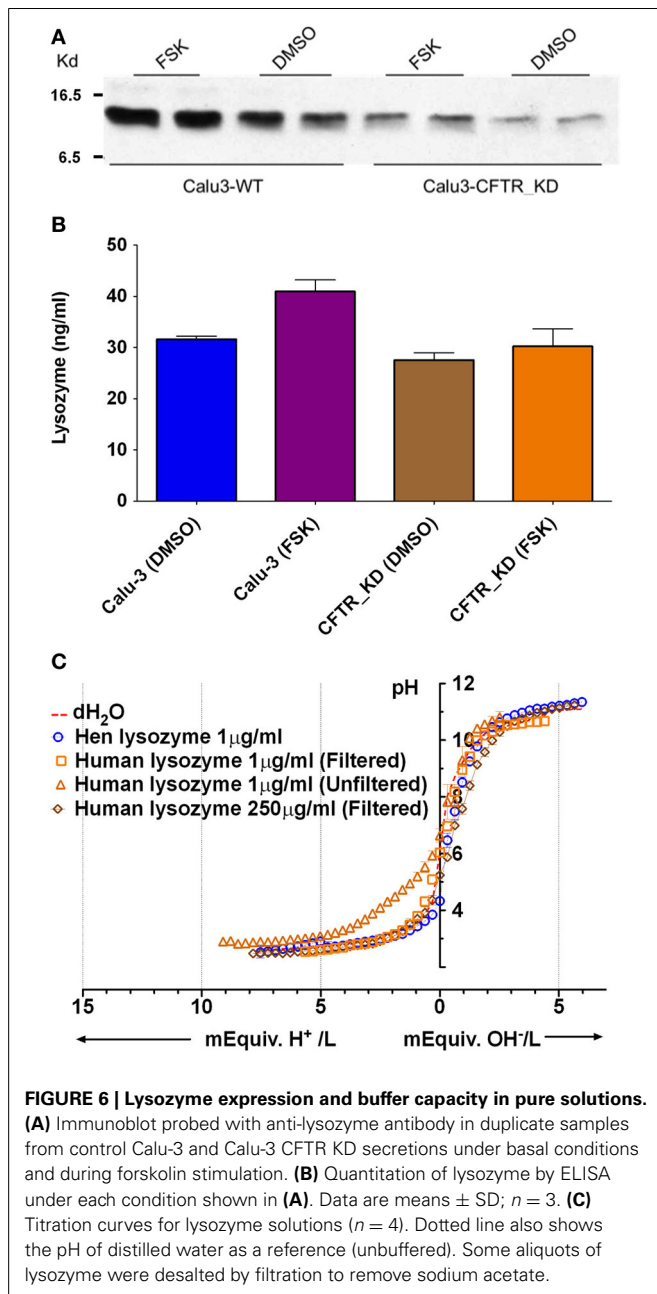 A
Kd
FSK
DMSO
FSK
DMSO
16.5
6.5
Calu3-WT
Calu3-CFTR_KD
B
Lysozyme (ng/ml)
50
40
30
20
10
0
Calu-3 (DMSO)
Calu-3 (FSK)
CFTR_KD (DMSO)
CFTR_KD (FSK)
C
pH
12
10
8
6
4
dH2O
Hen lysozyme 1μg/ml
Human lysozyme 1μg/ml (Filtered)
Human lysozyme 1μg/ml (Unfiltered)
Human lysozyme 250μg/ml (Filtered)
15
10
5
0
5
mEquiv. H+ /L
mEquiv. OH-/L
FIGURE 6 | Lysozyme expression and buffer capacity in pure solutions.
(A) Immunoblot probed with anti-lysozyme antibody in duplicate samples
from control Calu-3 and Calu-3 CFTR KD secretions under basal conditions
and during forskolin stimulation. (B) Quantitation of lysozyme by ELISA
under each condition shown in (A). Data are means ± SD; n = 3. (C)
Titration curves for lysozyme solutions (n = 4). Dotted line also shows
the pH of distilled water as a reference (unbuffered). Some aliquots of
lysozyme were desalted by filtration to remove sodium acetate.